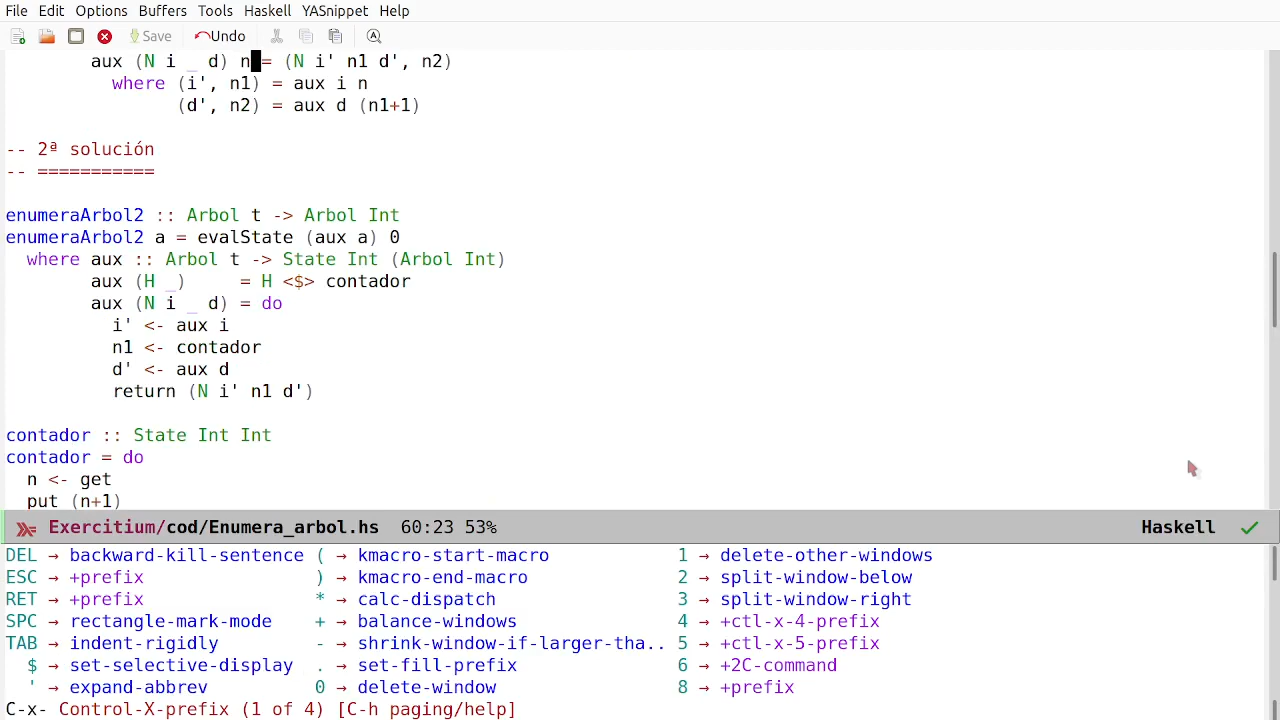 File Edit Options Buffers Tools Haskell YASnippet Help
Save Undo
aux (N i _ d) n = (N i' n1 d', n2)
where (i', n1) = aux i n
(d', n2) = aux d (n1+1)
-- 2ª solución
-- ===========
enumeraArbol2 :: Arbol t -> Arbol Int
enumeraArbol2 a = evalState (aux a) 0
where aux :: Arbol t -> State Int (Arbol Int)
aux (H _)     = H <$> contador
aux (N i _ d) = do
i' <- aux i
n1 <- contador
d' <- aux d
return (N i' n1 d')
contador :: State Int Int
contador = do
n <- get
put (n+1)
Exercitium/cod/Enumera_arbol.hs 60:23 53% Haskell ✓
DEL → backward-kill-sentence ( → kmacro-start-macro 1 → delete-other-windows
ESC → +prefix ) → kmacro-end-macro 2 → split-window-below
RET → +prefix * → calc-dispatch 3 → split-window-right
SPC → rectangle-mark-mode + → balance-windows 4 → +ctl-x-4-prefix
TAB → indent-rigidly - → shrink-window-if-larger-tha.. 5 → +ctl-x-5-prefix
$ → set-selective-display . → set-fill-prefix 6 → +2C-command
' → expand-abbrev 0 → delete-window 8 → +prefix
C-x- Control-X-prefix (1 of 4) [C-h paging/help]